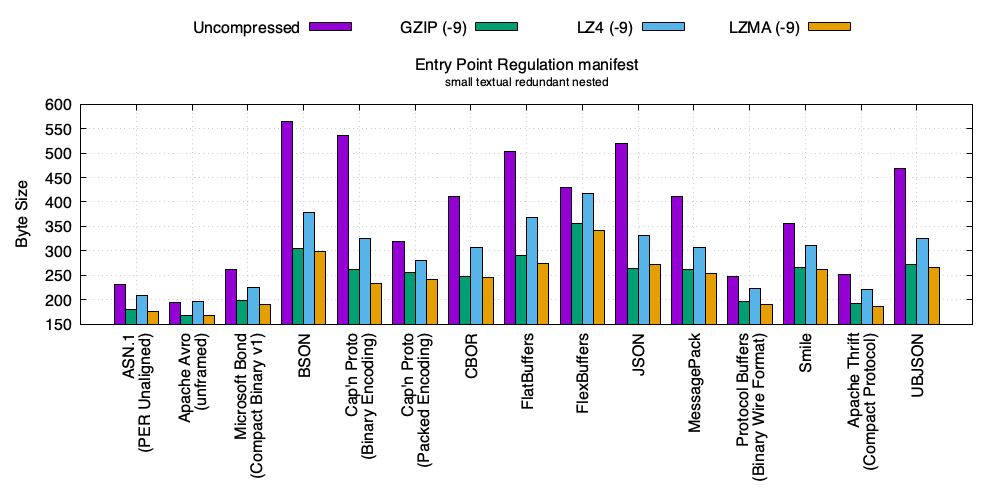 Uncompressed GZIP (-9) LZ4 (-9) LZMA (-9)
Entry Point Regulation manifest
small textual redundant nested
Byte Size
600
550
500
450
400
350
300
250
200
150
ASN.1
(PER Unaligned)
Apache Avro
(unframed)
Microsoft Bond
(Compact Binary v1)
BSON
Cap'n Proto
(Binary Encoding)
Cap'n Proto
(Packed Encoding)
CBOR
FlatBuffers
FlexBuffers
JSON
MessagePack
Protocol Buffers
(Binary Wire Format)
Smile
Apache Thrift
(Compact Protocol)
UBJSON